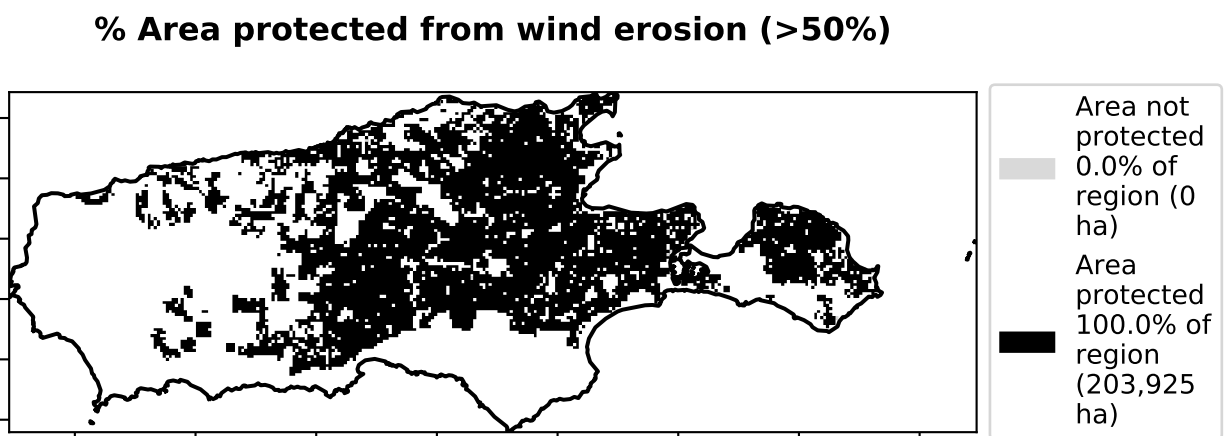 % Area protected from wind erosion (>50%)
Area not
protected
0.0% of
region (0
ha)
Area
protected
100.0% of
region
(203,925
ha)